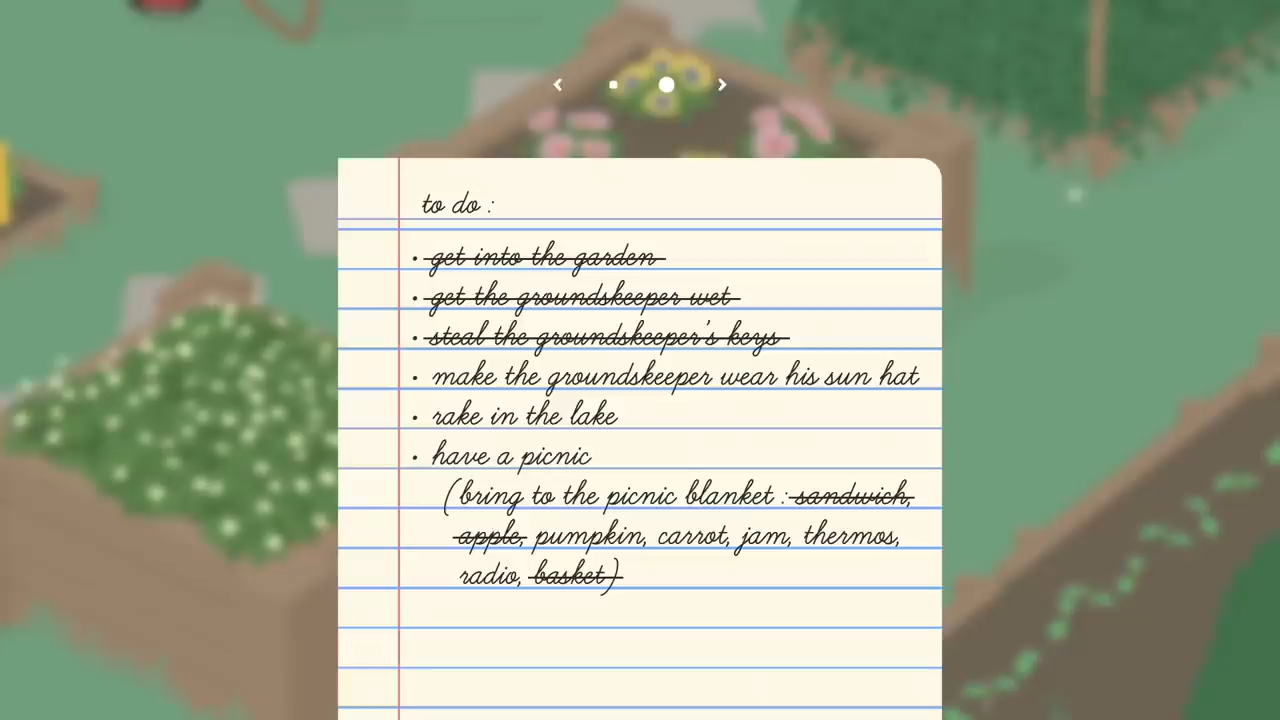 to do :
• get into the garden
• get the groundskeeper wet
• steal the groundskeeper's keys
• make the groundskeeper wear his sun hat
• rake in the lake
• have a picnic
(bring to the picnic blanket : sandwich,
apple, pumpkin, carrot, jam, thermos,
radio, basket)